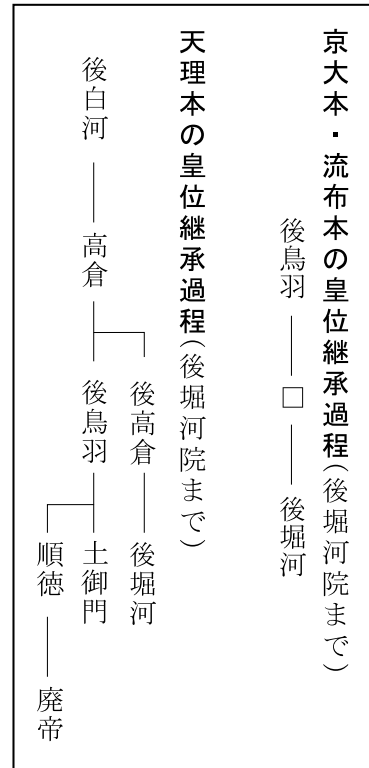 京大本・流布本の皇位継承過程(後堀河院まで)
後鳥羽 □ 後堀河
天理本の皇位継承過程(後堀河院まで)
後高倉 後堀河
後白河 高倉 後鳥羽 土御門
順徳 廃帝